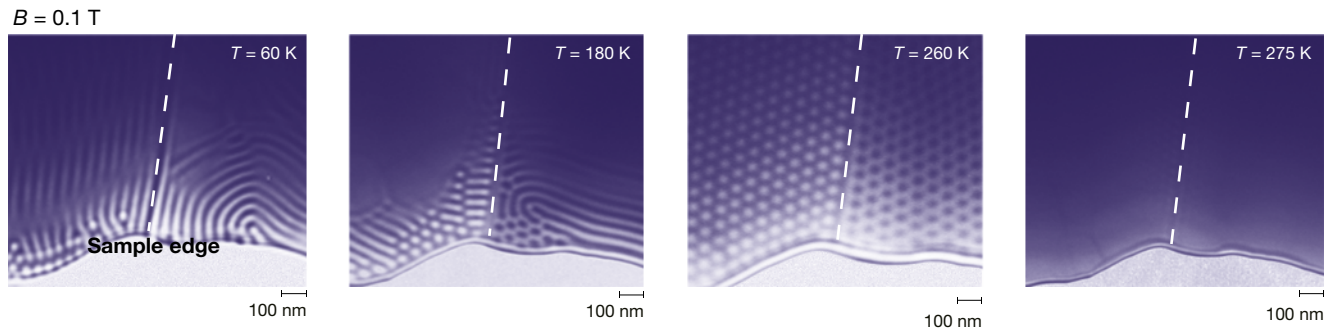 B = 0.1 T
T = 60 K
T = 180 K
T = 260 K
T = 275 K
Sample edge
100 nm
100 nm
100 nm
100 nm